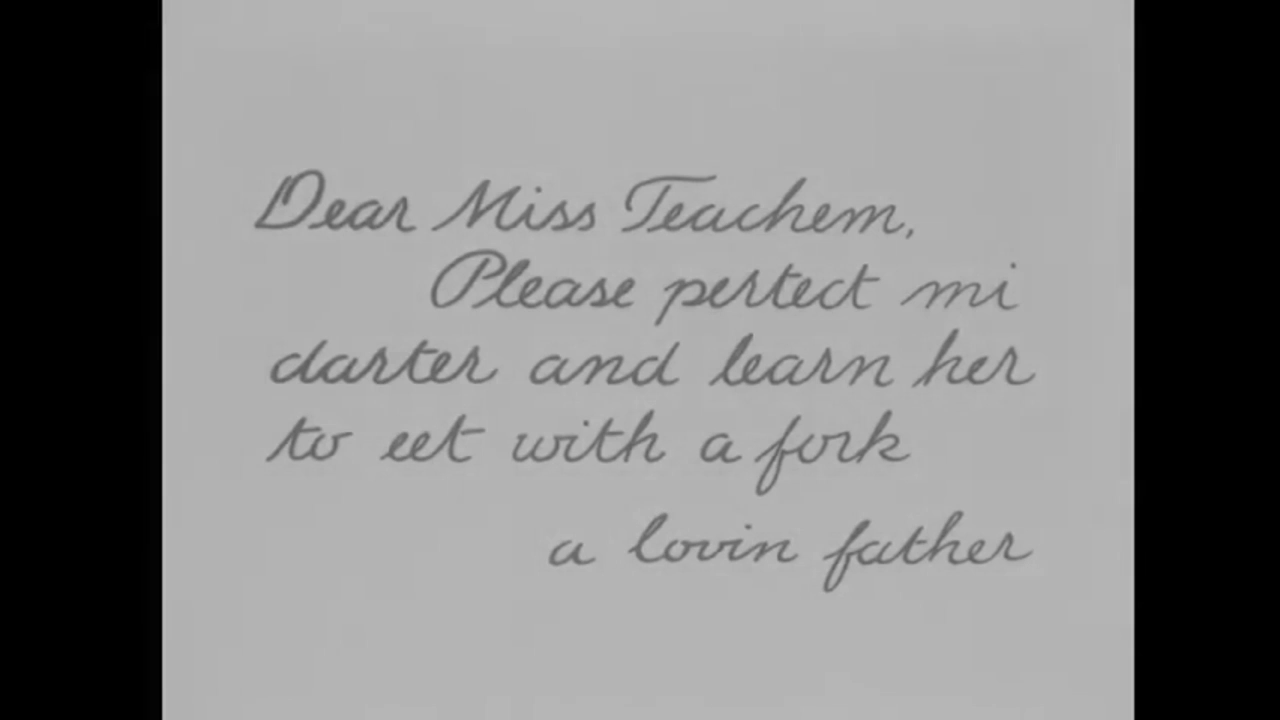 Dear Miss Teachem,
Please pertect mi
darter and learn her
to eet with a fork
a lovin father